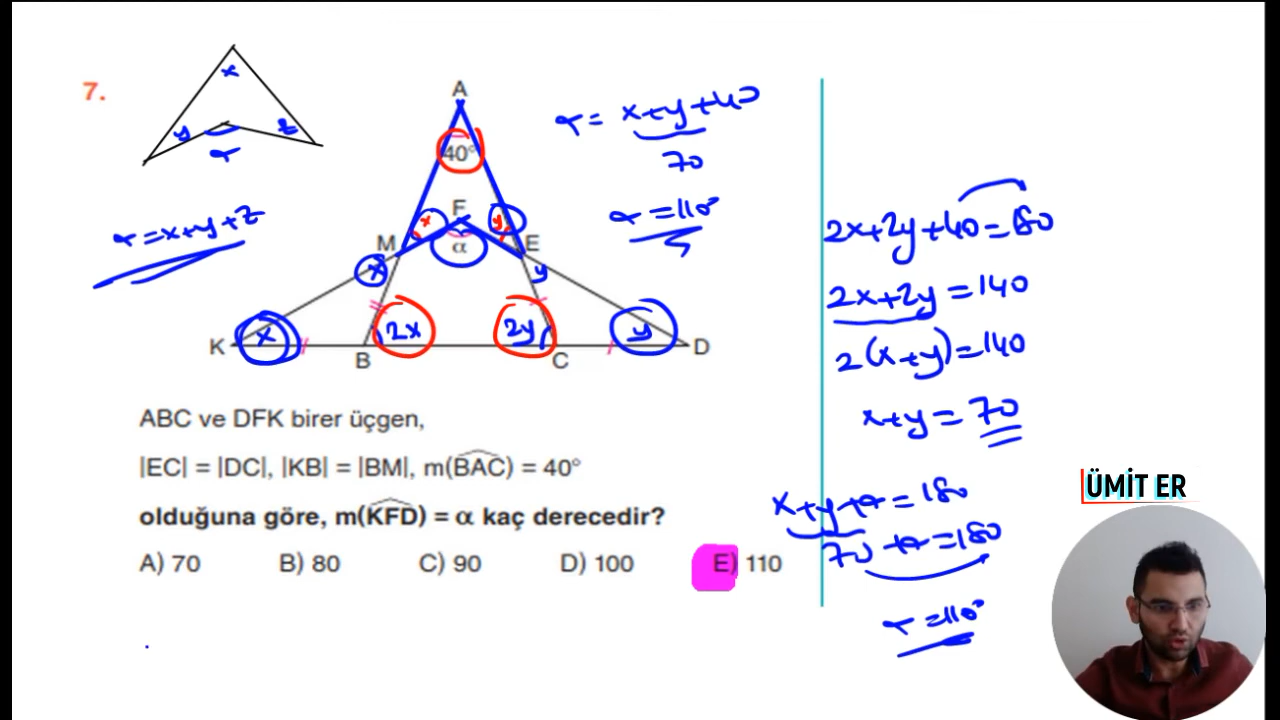 7.
x
y
z
α
α=x+y+z
A
40°
x
F
y
M
α
E
x
y
x
2x
2y
y
K
B
C
D
α= x+y+40
70
α=110°
2x+2y+40=180
2x+2y=140
2(x+y)=140
x+y=70
x+y+α=180
70+α=180
α=110°
ABC ve DFK birer üçgen,
|EC| = |DC|, |KB| = |BM|, m(BAC) = 40°
olduğuna göre, m(KFD) = α kaç derecedir?
A) 70 B) 80 C) 90 D) 100 E) 110
ÜMİT ER